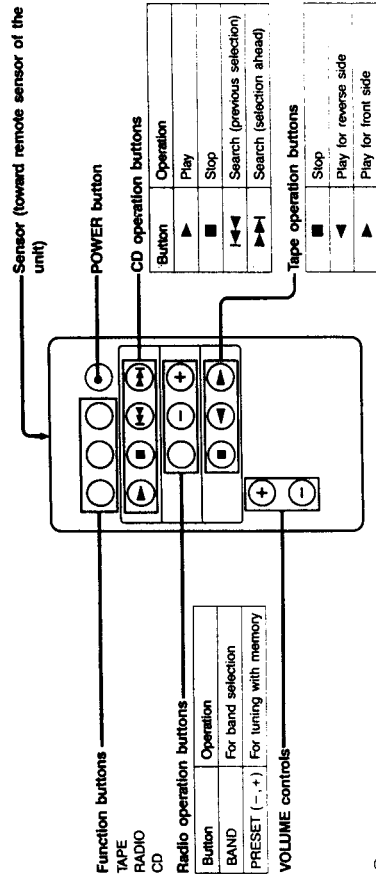 Sensor (toward remote sensor of the
unit)
POWER button
CD operation buttons
Button Operation
▶ Play
■ Stop
|◀◀ Search (previous selection)
▶▶| Search (selection ahead)
Tape operation buttons
■ Stop
◀ Play for reverse side
▶ Play for front side
Function buttons
TAPE
RADIO
CD
Radio operation buttons
Button Operation
BAND For band selection
PRESET (−, +) For tuning with memory
VOLUME controls
▶ ■ |◀◀ ▶▶|
− +
■ ◀ ▶
+
−